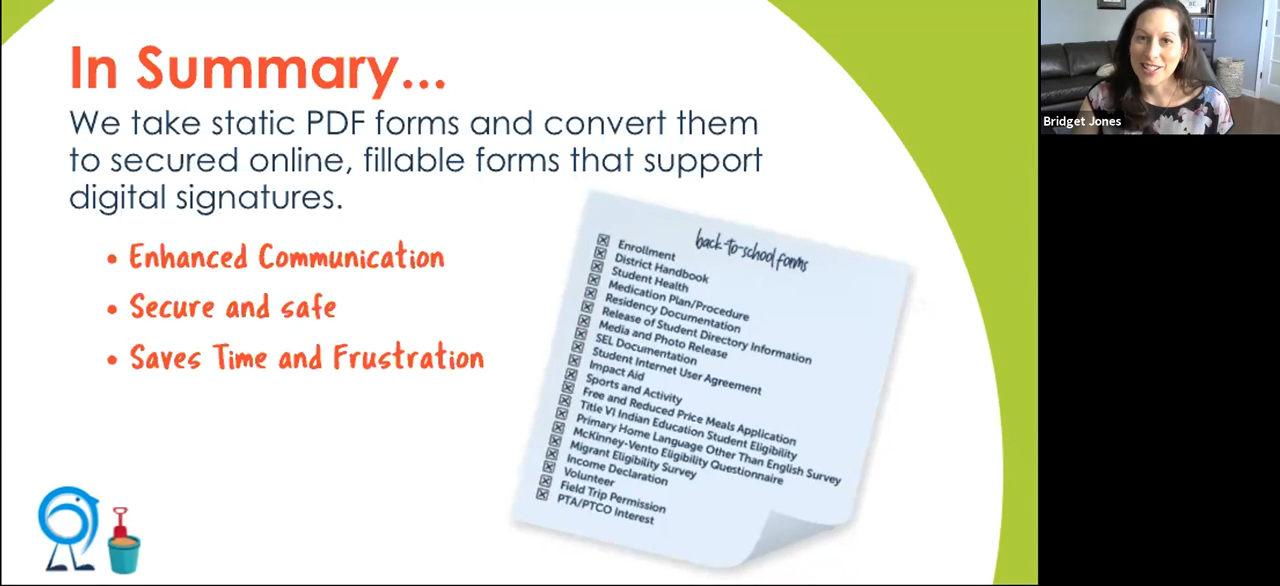 In Summary...
We take static PDF forms and convert them
to secured online, fillable forms that support
digital signatures.
• Enhanced Communication
• Secure and safe
• Saves Time and Frustration
back-to-school forms
Enrollment
District Handbook
Student Health
Medication Plan/Procedure
Residency Documentation
Release of Student Directory Information
Media and Photo Release
SEL Documentation
Student Internet User Agreement
Impact Aid
Sports and Activity
Free and Reduced Price Meals Application
Title VI Indian Education Student Eligibility
Primary Home Language Other Than English Survey
McKinney-Vento Eligibility Questionnaire
Migrant Eligibility Survey
Income Declaration
Volunteer
Field Trip Permission
PTA/PTCO Interest
Bridget Jones